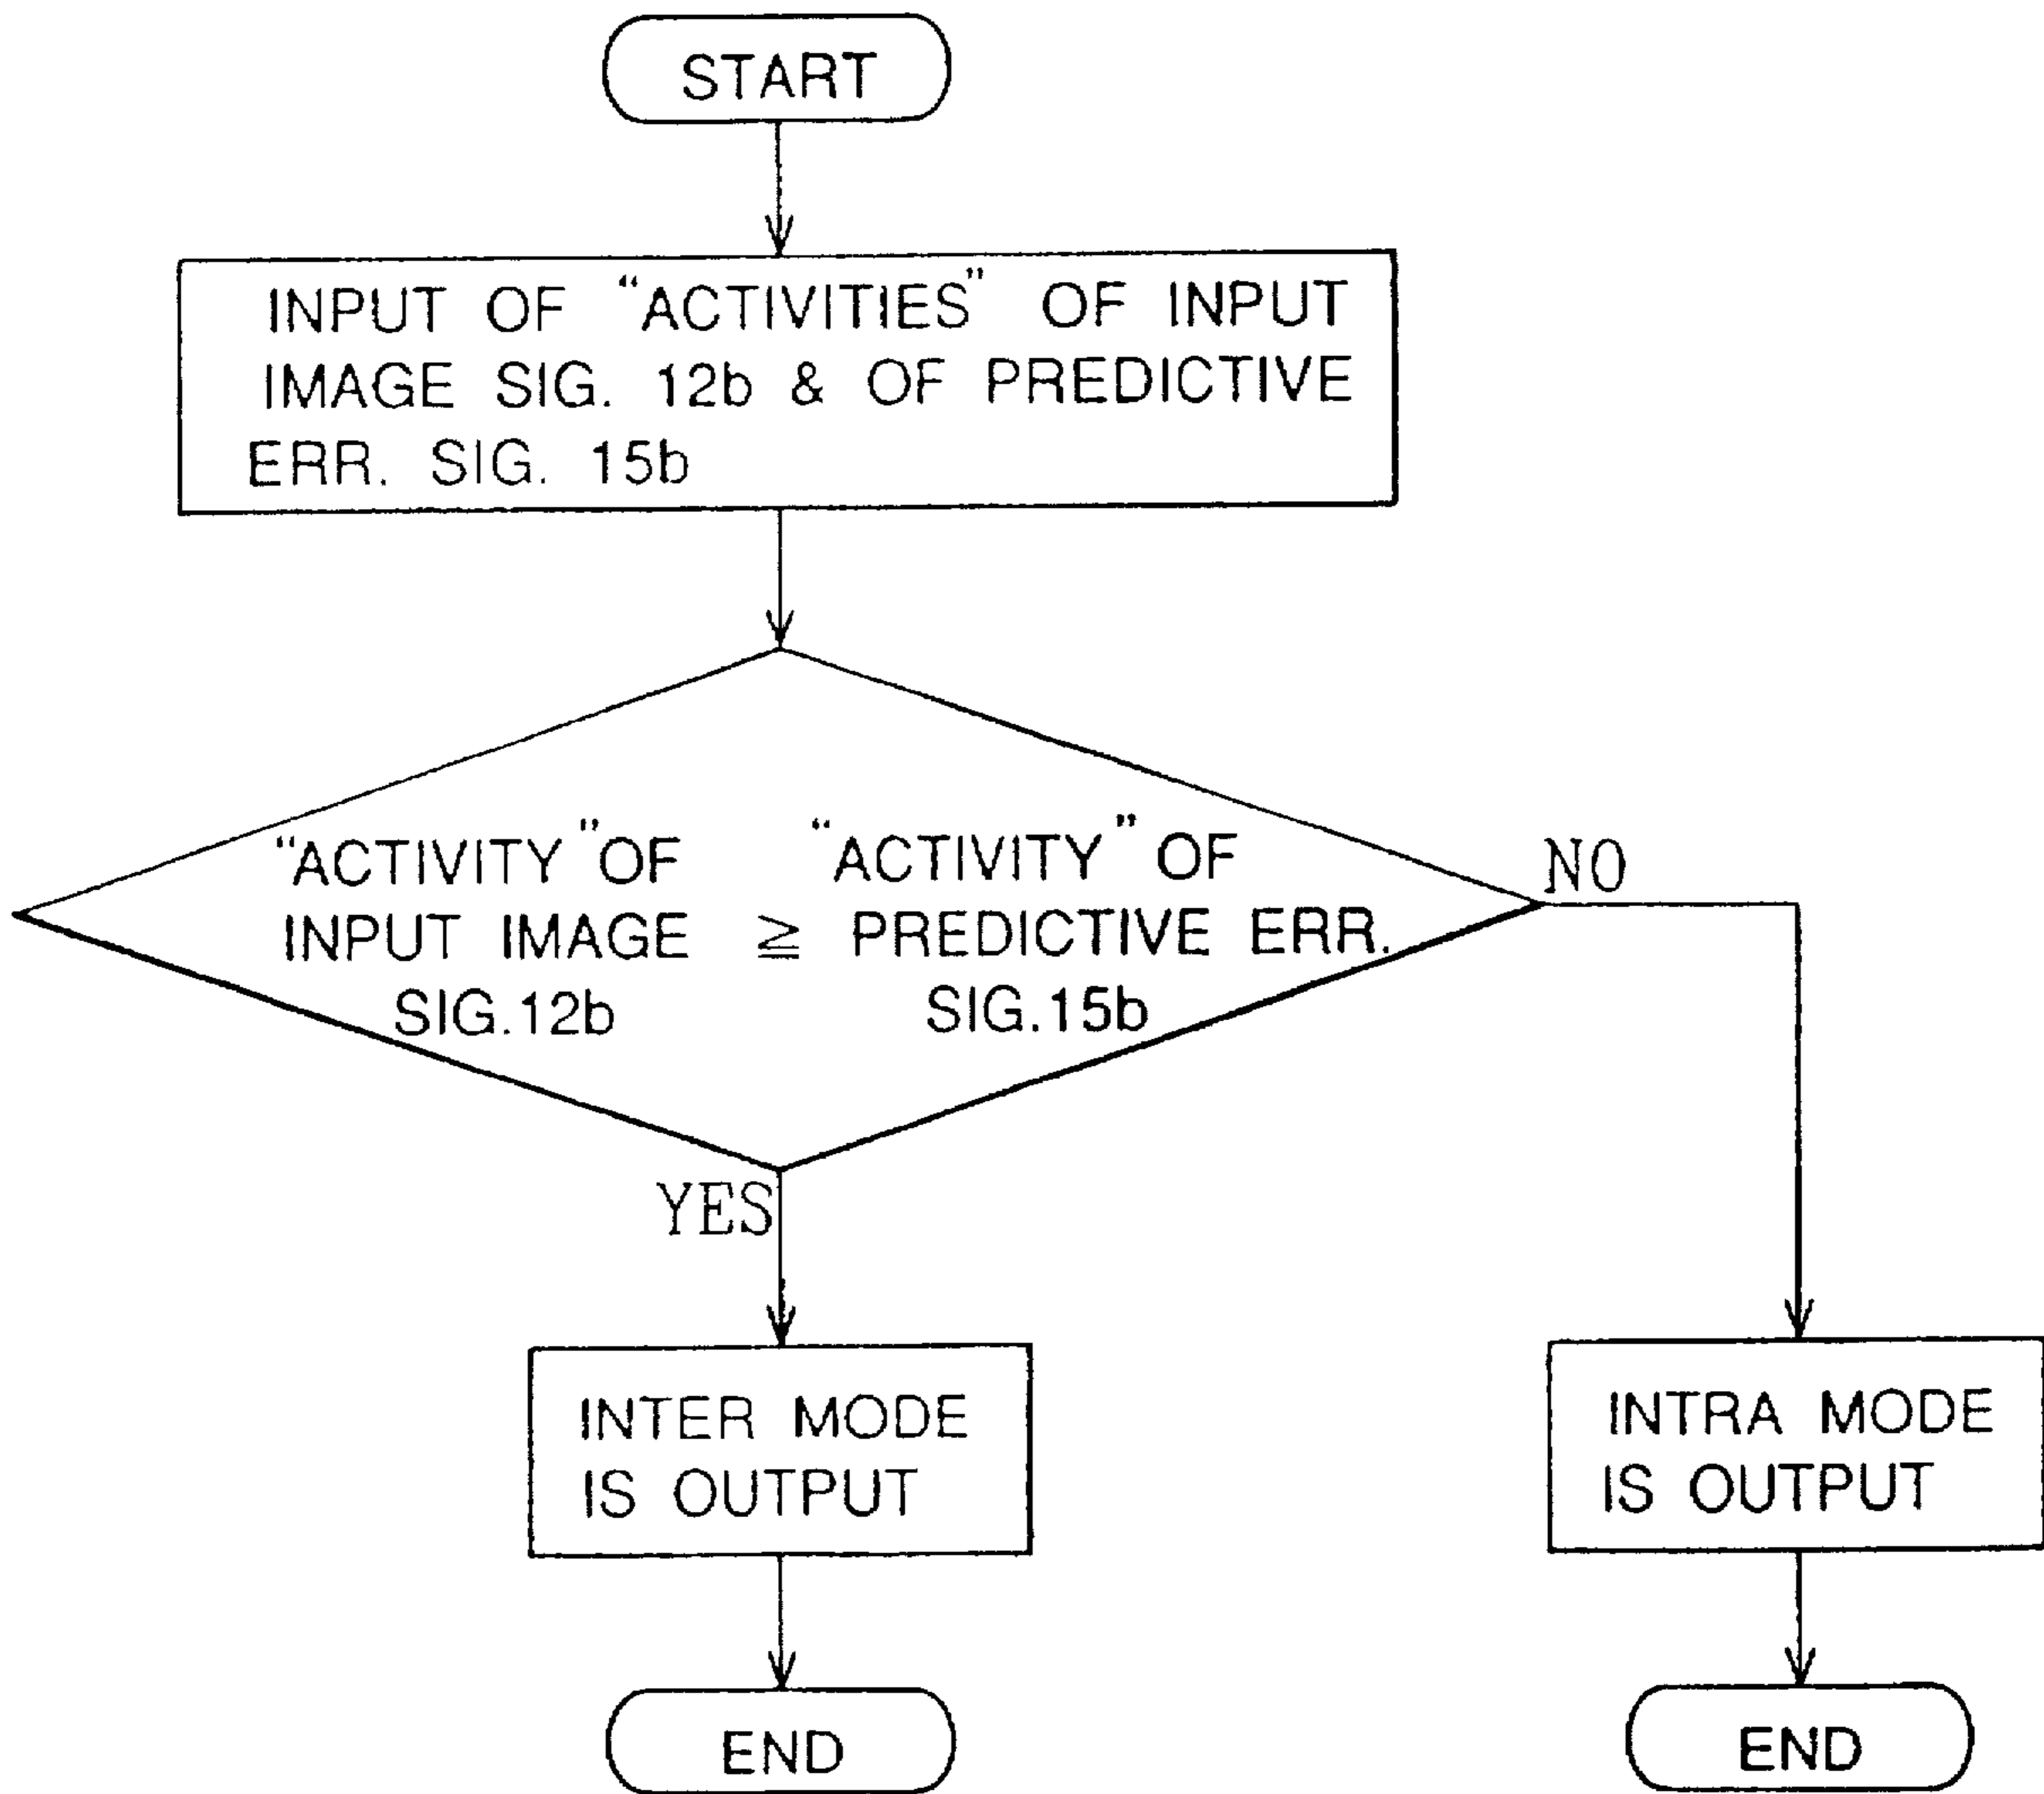 START
INPUT OF "ACTIVITIES" OF INPUT
IMAGE SIG. 12b & OF PREDICTIVE
ERR. SIG. 15b
"ACTIVITY" OF "ACTIVITY" OF
INPUT IMAGE ≧ PREDICTIVE ERR.
SIG.12b SIG.15b
NO
YES
INTER MODE
IS OUTPUT
INTRA MODE
IS OUTPUT
END
END